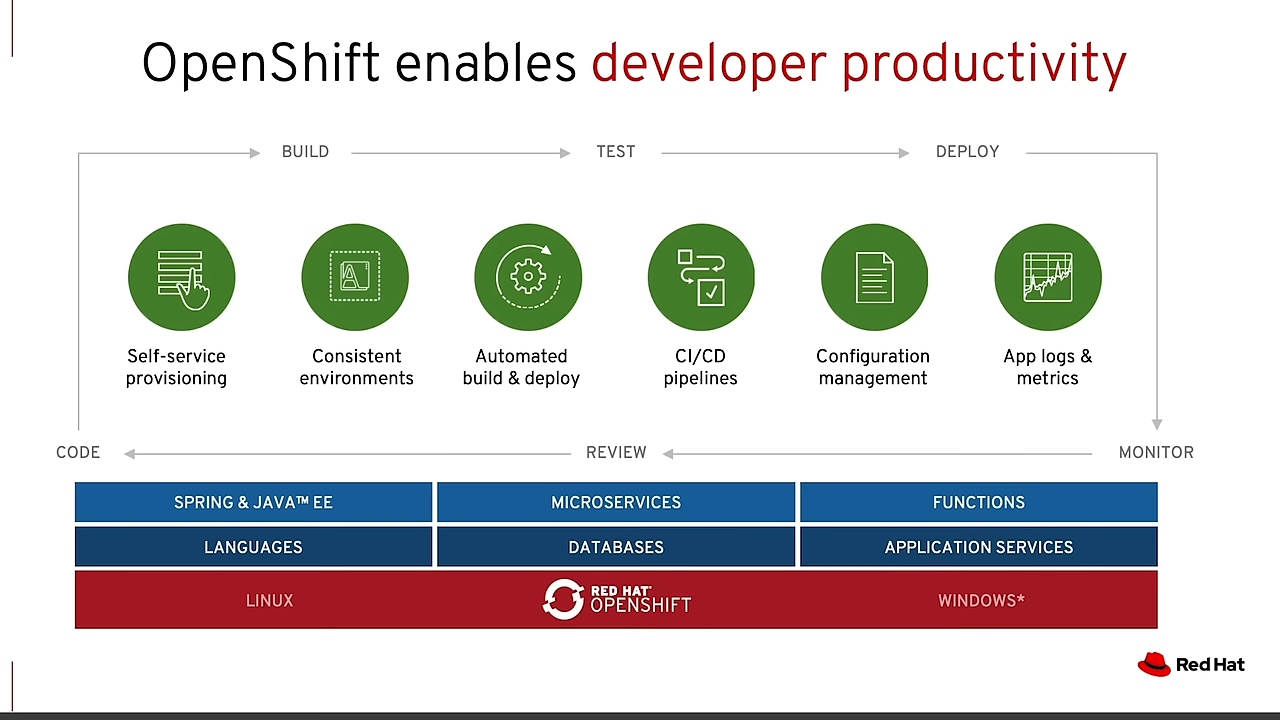 OpenShift enables developer productivity
BUILD
TEST
DEPLOY
Self-service
provisioning
Consistent
environments
A
Automated
build & deploy
CI/CD
pipelines
Configuration
management
App logs &
metrics
CODE
REVIEW
MONITOR
SPRING & JAVA™ EE
MICROSERVICES
FUNCTIONS
LANGUAGES
DATABASES
APPLICATION SERVICES
LINUX
RED HAT®
OPENSHIFT
WINDOWS*
Red Hat